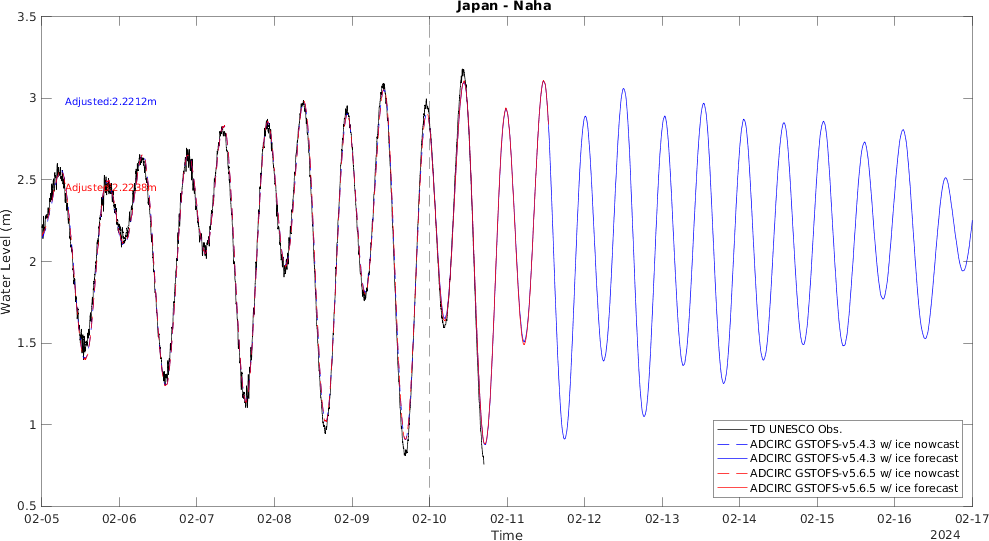 Japan - Naha
3.5
3
2.5
2
1.5
1
0.5
Water Level (m)
Adjusted:2.2212m
Adjusted:2.2238m
TD UNESCO Obs.
ADCIRC GSTOFS-v5.4.3 w/ ice nowcast
ADCIRC GSTOFS-v5.4.3 w/ ice forecast
ADCIRC GSTOFS-v5.6.5 w/ ice nowcast
ADCIRC GSTOFS-v5.6.5 w/ ice forecast
02-05 02-06 02-07 02-08 02-09 02-10 02-11 02-12 02-13 02-14 02-15 02-16 02-17
Time
2024